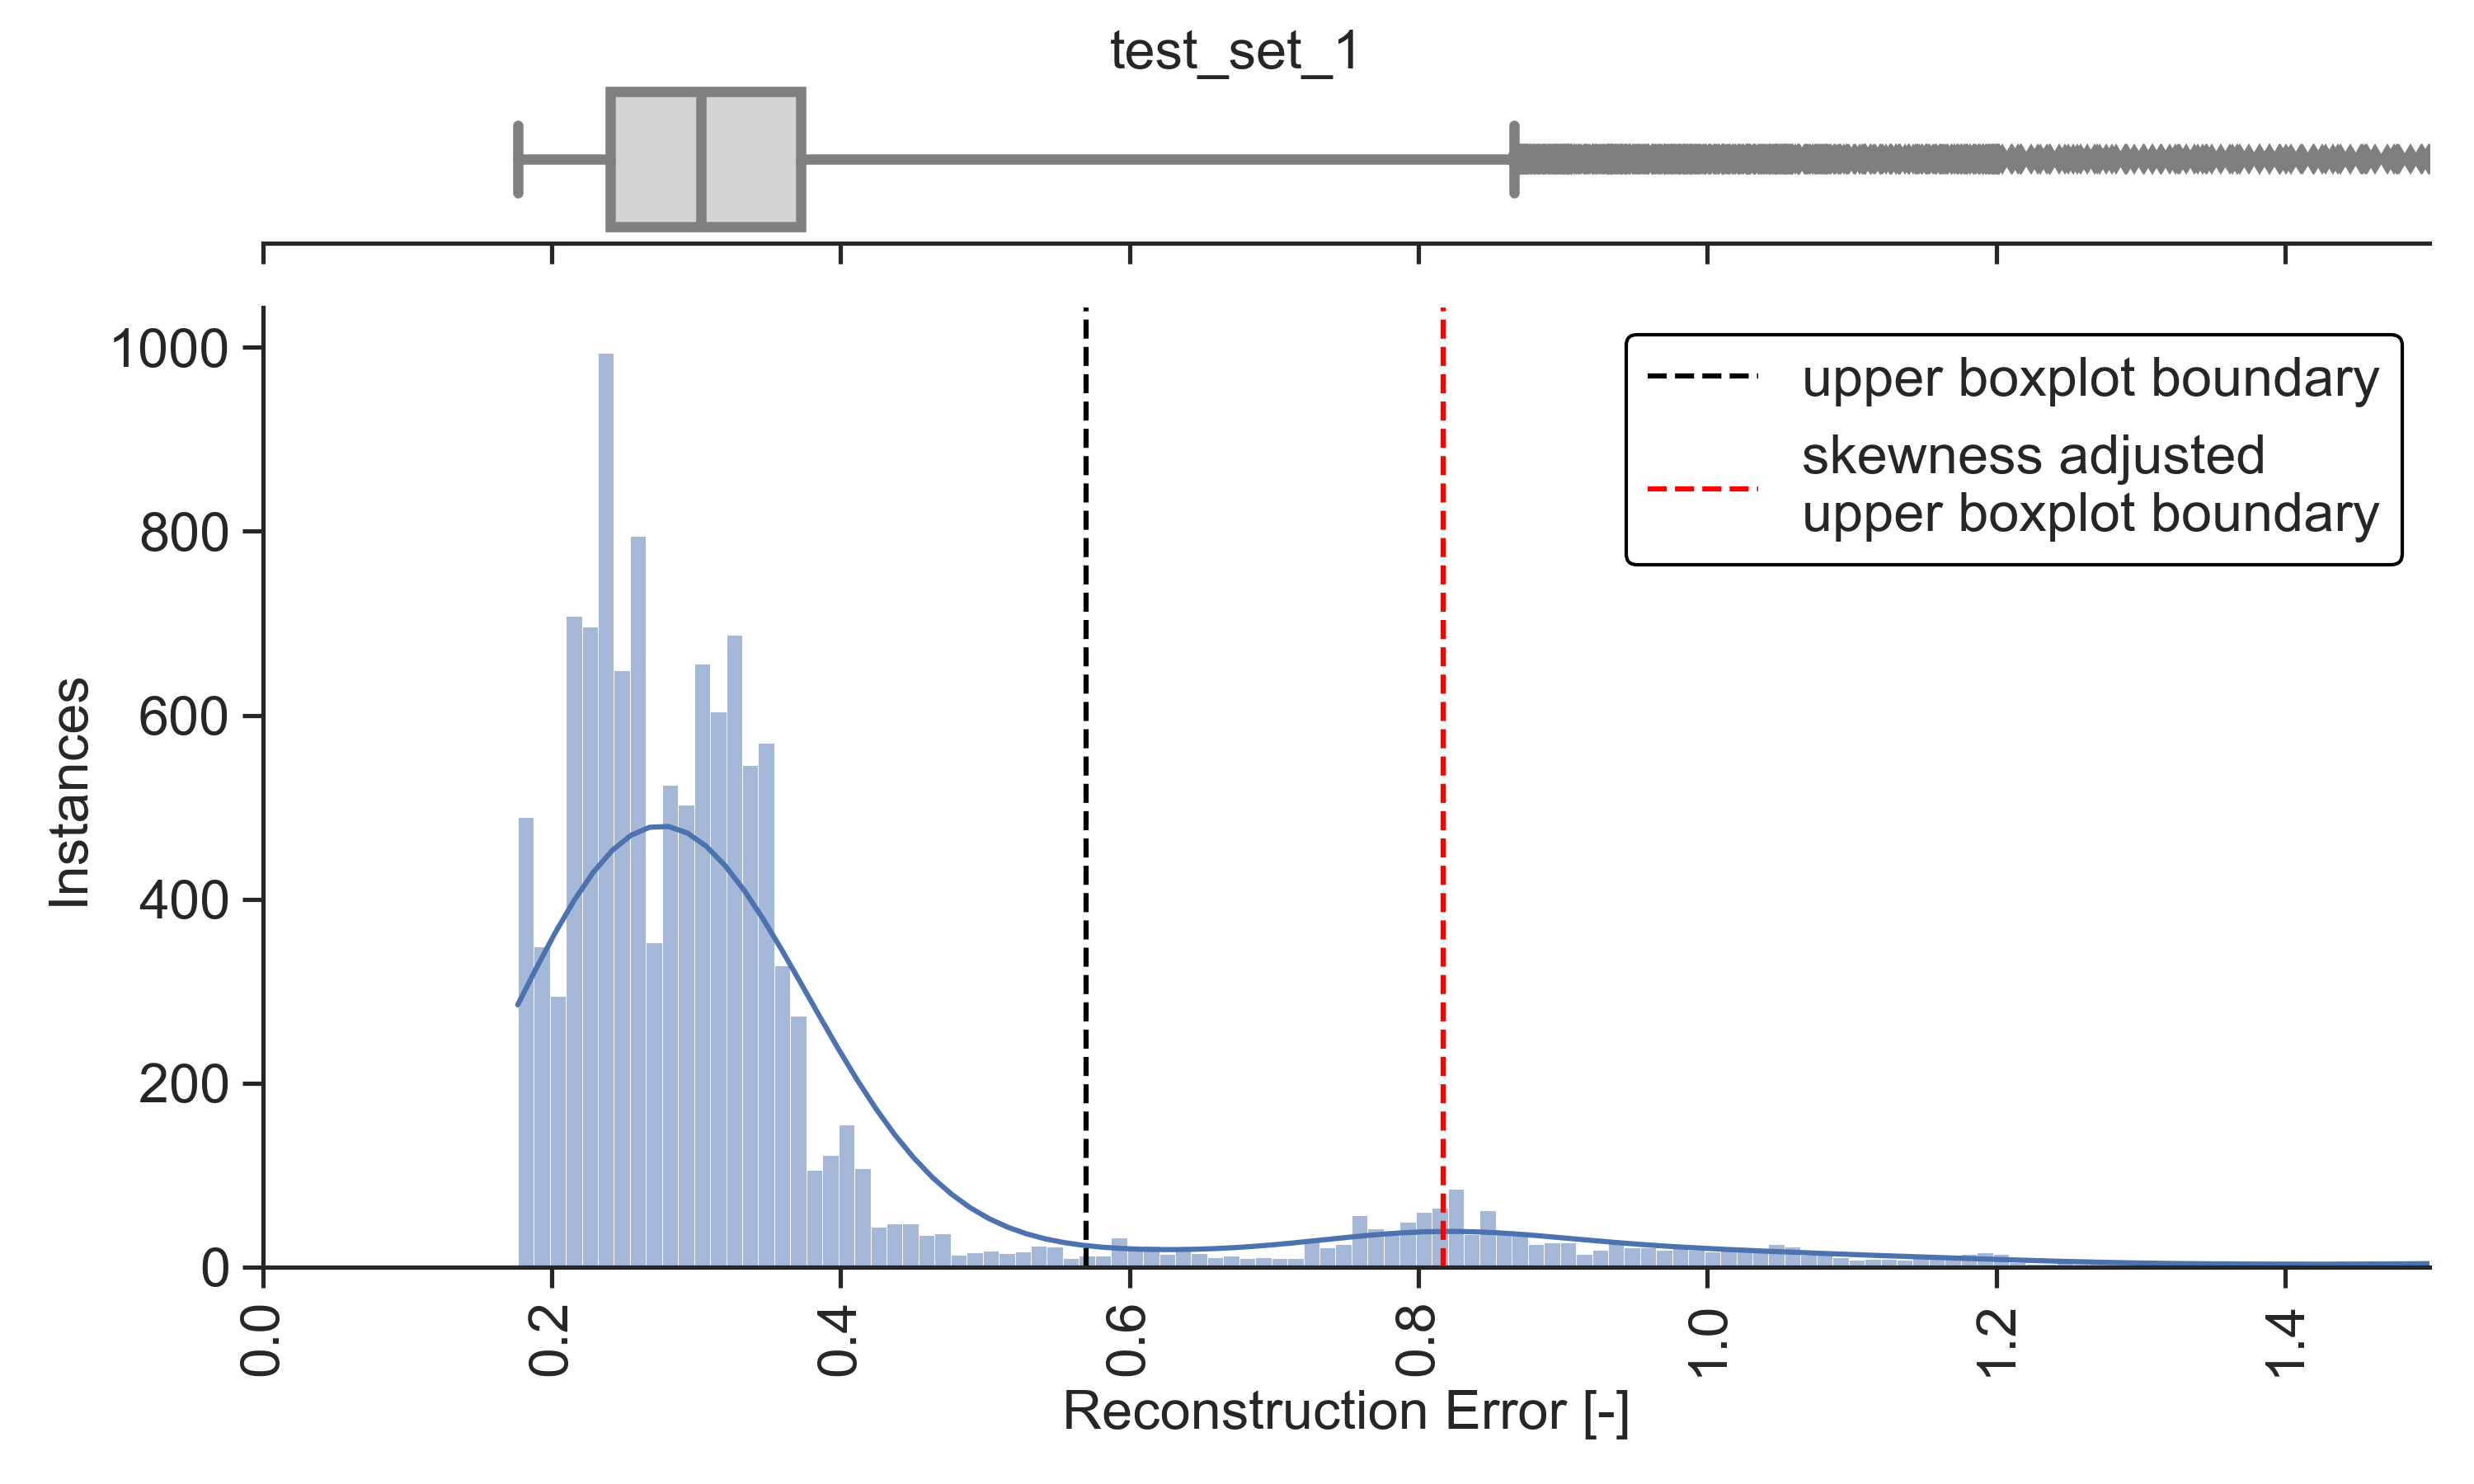 test_set_1
1000
800
600
400
200
0
Instances
upper boxplot boundary
skewness adjusted
upper boxplot boundary
0.0
0.2
0.4
0.6
0.8
1.0
1.2
1.4
Reconstruction Error [-]